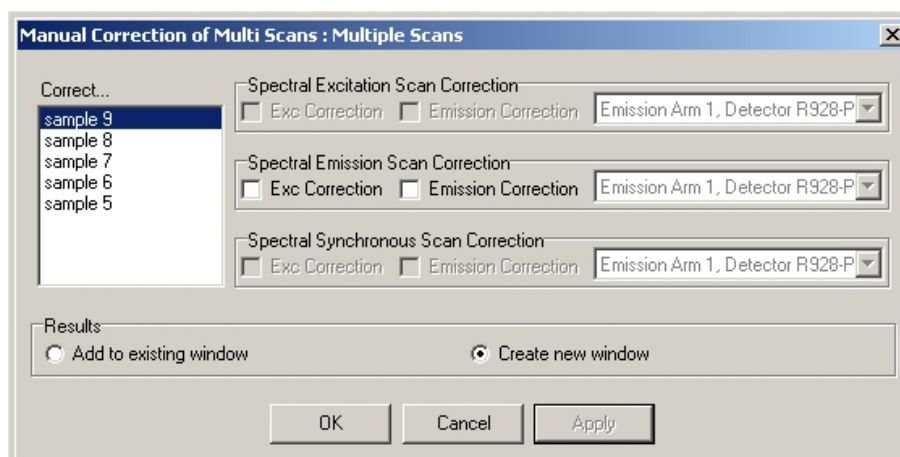 Manual Correction of Multi Scans : Multiple Scans
Correct...
sample 9
sample 8
sample 7
sample 6
sample 5
Spectral Excitation Scan Correction
Exc Correction Emission Correction Emission Arm 1, Detector R928-P
Spectral Emission Scan Correction
Exc Correction Emission Correction Emission Arm 1, Detector R928-P
Spectral Synchronous Scan Correction
Exc Correction Emission Correction Emission Arm 1, Detector R928-P
Results
Add to existing window Create new window
OK Cancel Apply